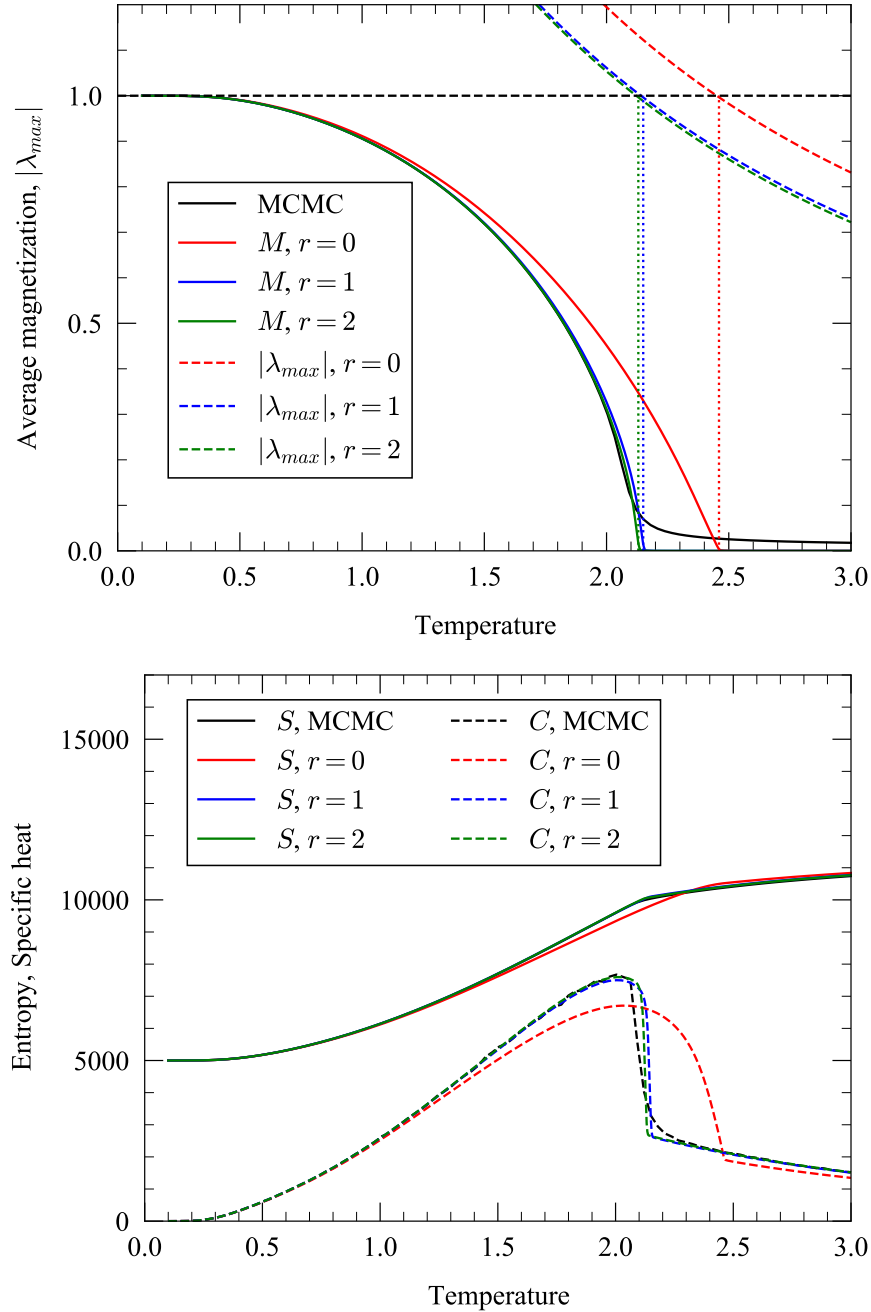 Average magnetization, |λmax|
1.0
0.5
0.0
MCMC
M, r = 0
M, r = 1
M, r = 2
|λmax|, r = 0
|λmax|, r = 1
|λmax|, r = 2
0.0 0.5 1.0 1.5 2.0 2.5 3.0
Temperature
Entropy, Specific heat
15000
10000
5000
0
S, MCMC C, MCMC
S, r = 0 C, r = 0
S, r = 1 C, r = 1
S, r = 2 C, r = 2
0.0 0.5 1.0 1.5 2.0 2.5 3.0
Temperature